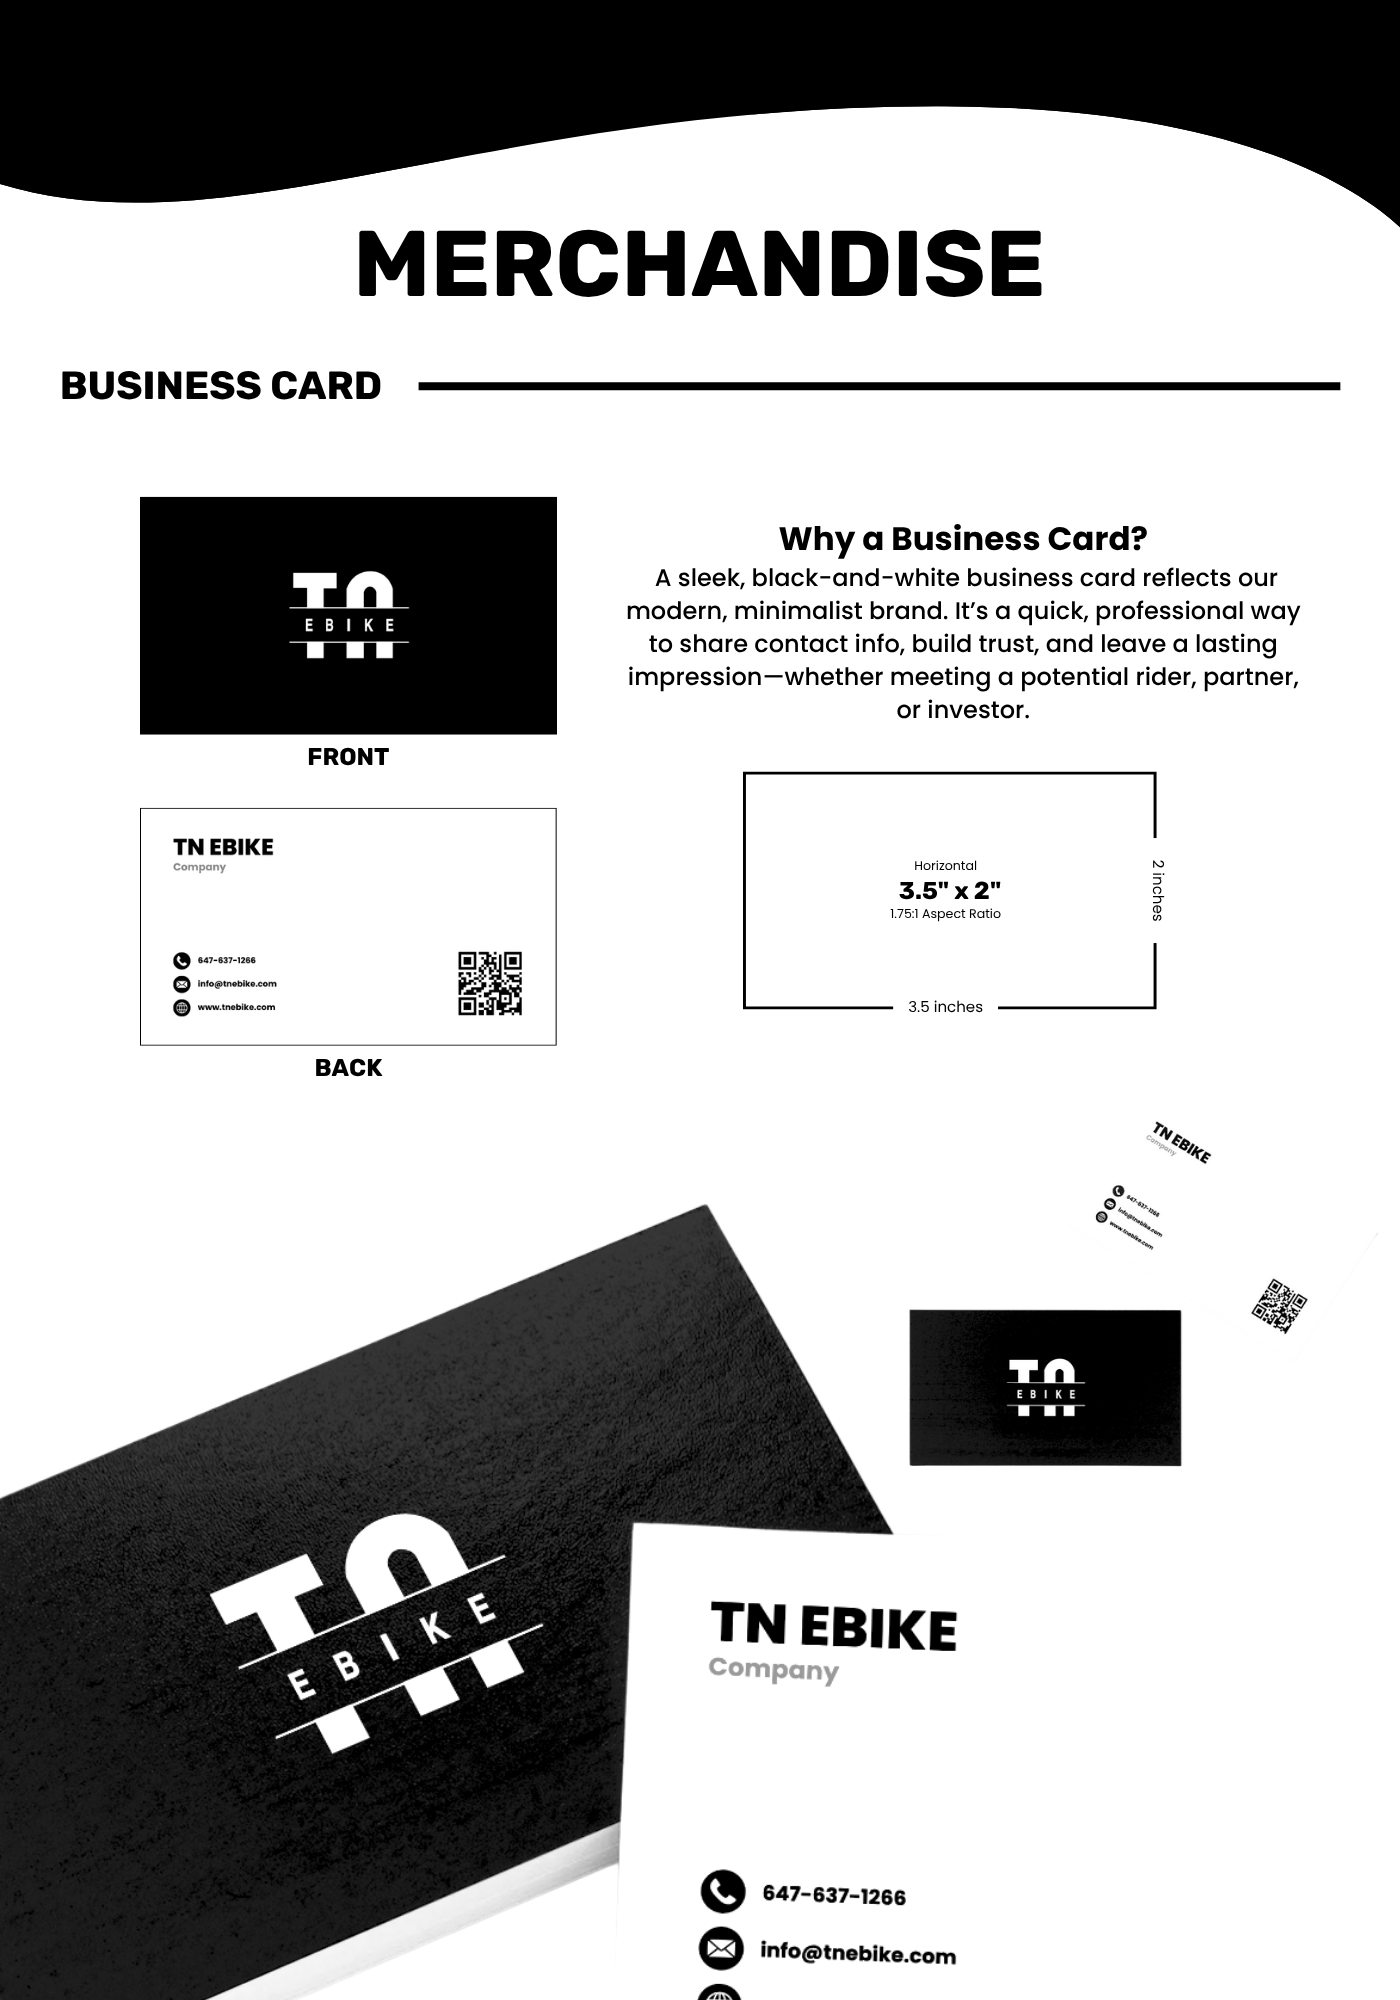 MERCHANDISE
BUSINESS CARD
TN
EBIKE
FRONT
Why a Business Card?
A sleek, black-and-white business card reflects our
modern, minimalist brand. It’s a quick, professional way
to share contact info, build trust, and leave a lasting
impression—whether meeting a potential rider, partner,
or investor.
TN EBIKE
Company
647-637-1266
info@tnebike.com
www.tnebike.com
BACK
Horizontal
3.5" x 2"
1.75:1 Aspect Ratio
2 inches
3.5 inches
TN EBIKE
Company
647-637-1266
info@tnebike.com
www.tnebike.com
TN
EBIKE
TN
EBIKE
TN EBIKE
Company
647-637-1266
info@tnebike.com